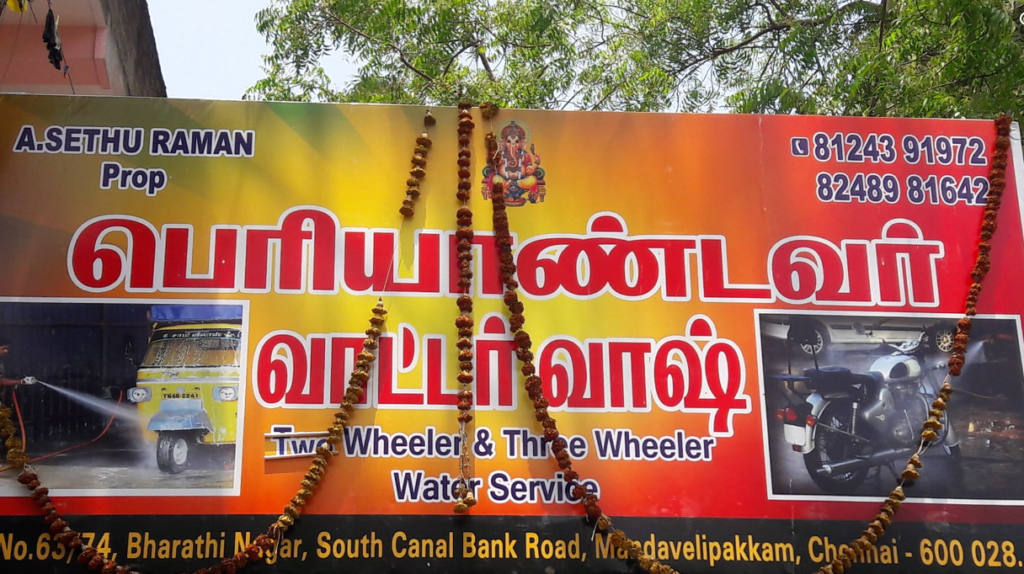 A.SETHU RAMAN
Prop
81243 91972
82489 81642
பெரியாண்டவர்
வாட்டர் வாஷ்
Two Wheeler & Three Wheeler
Water Service
No.63/74, Bharathi Nagar, South Canal Bank Road, Mandavelipakkam, Chennai - 600 028.